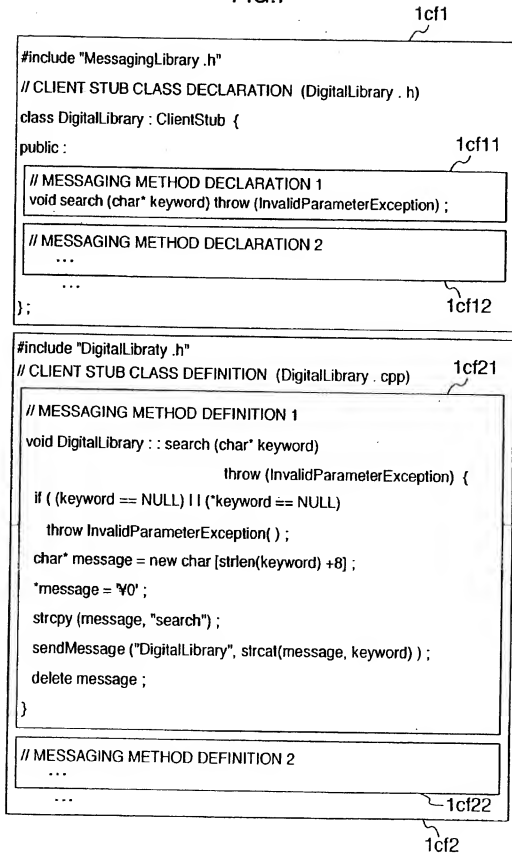 1cf1
#include "MessagingLibrary .h"
// CLIENT STUB CLASS DECLARATION (DigitalLibrary . h)
class DigitalLibrary : ClientStub {
public :
1cf11
// MESSAGING METHOD DECLARATION 1
void search (char* keyword) throw (InvalidParameterException) ;
// MESSAGING METHOD DECLARATION 2
...
...
} ;
1cf12
#include "DigitalLibraty .h"
// CLIENT STUB CLASS DEFINITION (DigitalLibrary . cpp)
1cf21
// MESSAGING METHOD DEFINITION 1
void DigitalLibrary : : search (char* keyword)
throw (InvalidParameterException) {
if ( (keyword == NULL) I I (*keyword == NULL)
throw InvalidParameterException( ) ;
char* message = new char [strlen(keyword) +8] ;
*message = '¥0' ;
strcpy (message, "search") ;
sendMessage ("DigitalLibrary", strcat(message, keyword) ) ;
delete message ;
}
// MESSAGING METHOD DEFINITION 2
...
...
1cf22
1cf2